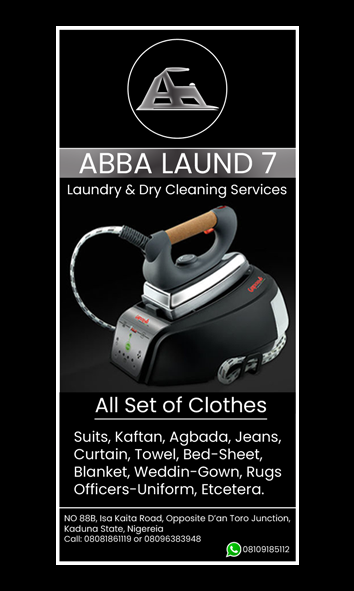 ABBA LAUND 7
Laundry & Dry Cleaning Services
All Set of Clothes
Suits, Kaftan, Agbada, Jeans,
Curtain, Towel, Bed-Sheet,
Blanket, Weddin-Gown, Rugs
Officers-Uniform, Etcetera.
NO 88B, Isa Kaita Road, Opposite D'an Toro Junction,
Kaduna State, Nigereia
Call: 08081861119 or 08096383948
08109185112